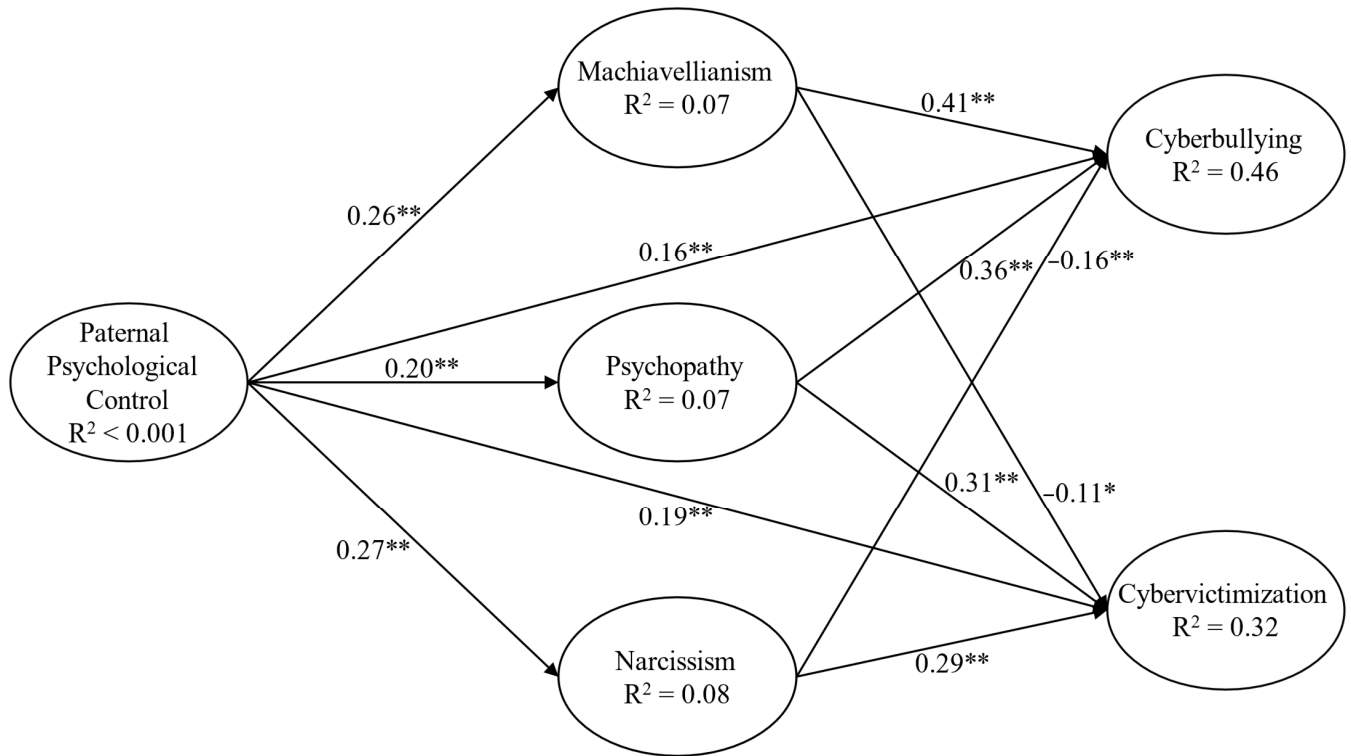 Machiavellianism
R² = 0.07
0.41**
Cyberbullying
R² = 0.46
0.26**
0.16**
0.36**
−0.16**
Paternal
Psychological
Control
R² < 0.001
0.20**
Psychopathy
R² = 0.07
0.31**
−0.11*
0.19**
0.27**
Cybervictimization
R² = 0.32
Narcissism
R² = 0.08
0.29**